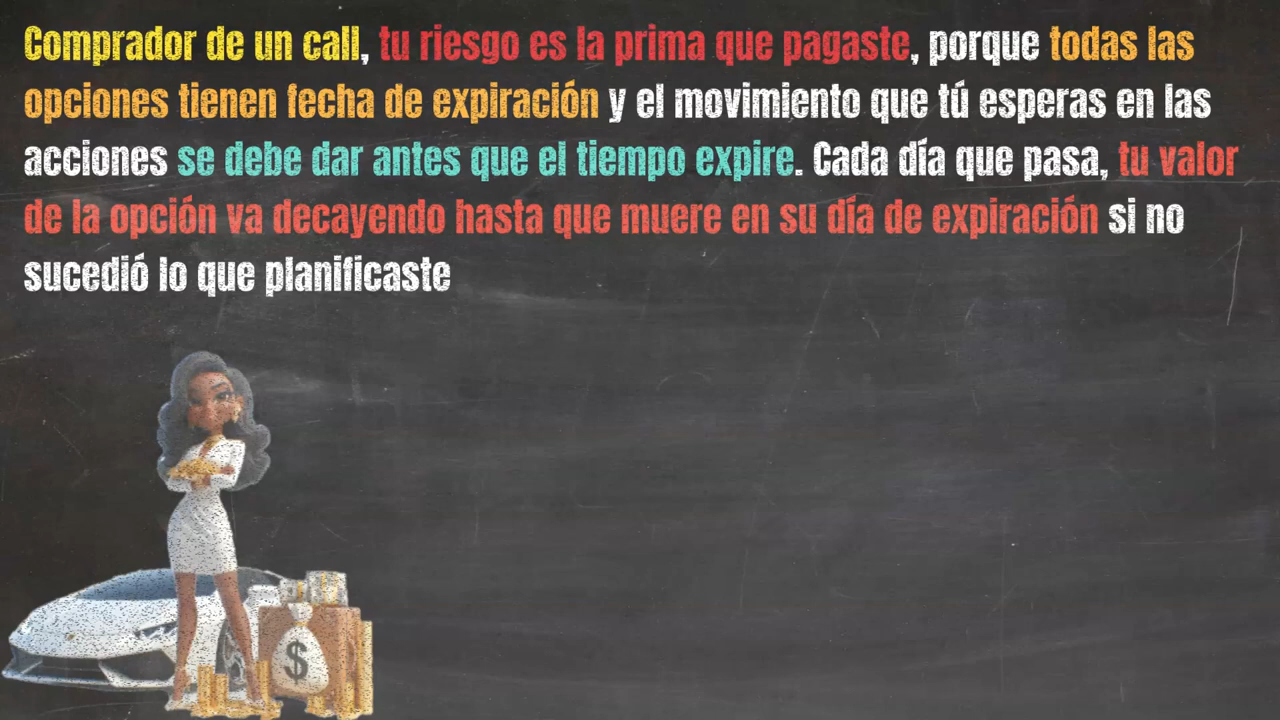 Comprador de un call, tu riesgo es la prima que pagaste, porque todas las
opciones tienen fecha de expiración y el movimiento que tú esperas en las
acciones se debe dar antes que el tiempo expire. Cada día que pasa, tu valor
de la opción va decayendo hasta que muere en su día de expiración si no
sucedió lo que planificaste
$